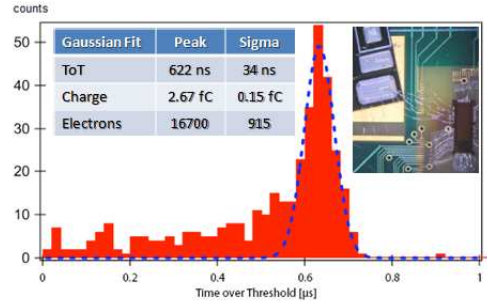 counts
Gaussian Fit Peak Sigma
ToT 622 ns 34 ns
Charge 2.67 fC 0.15 fC
Electrons 16700 915
50
40
30
20
10
0
0 0.2 0.4 0.6 0.8 1
Time over Threshold [µs]